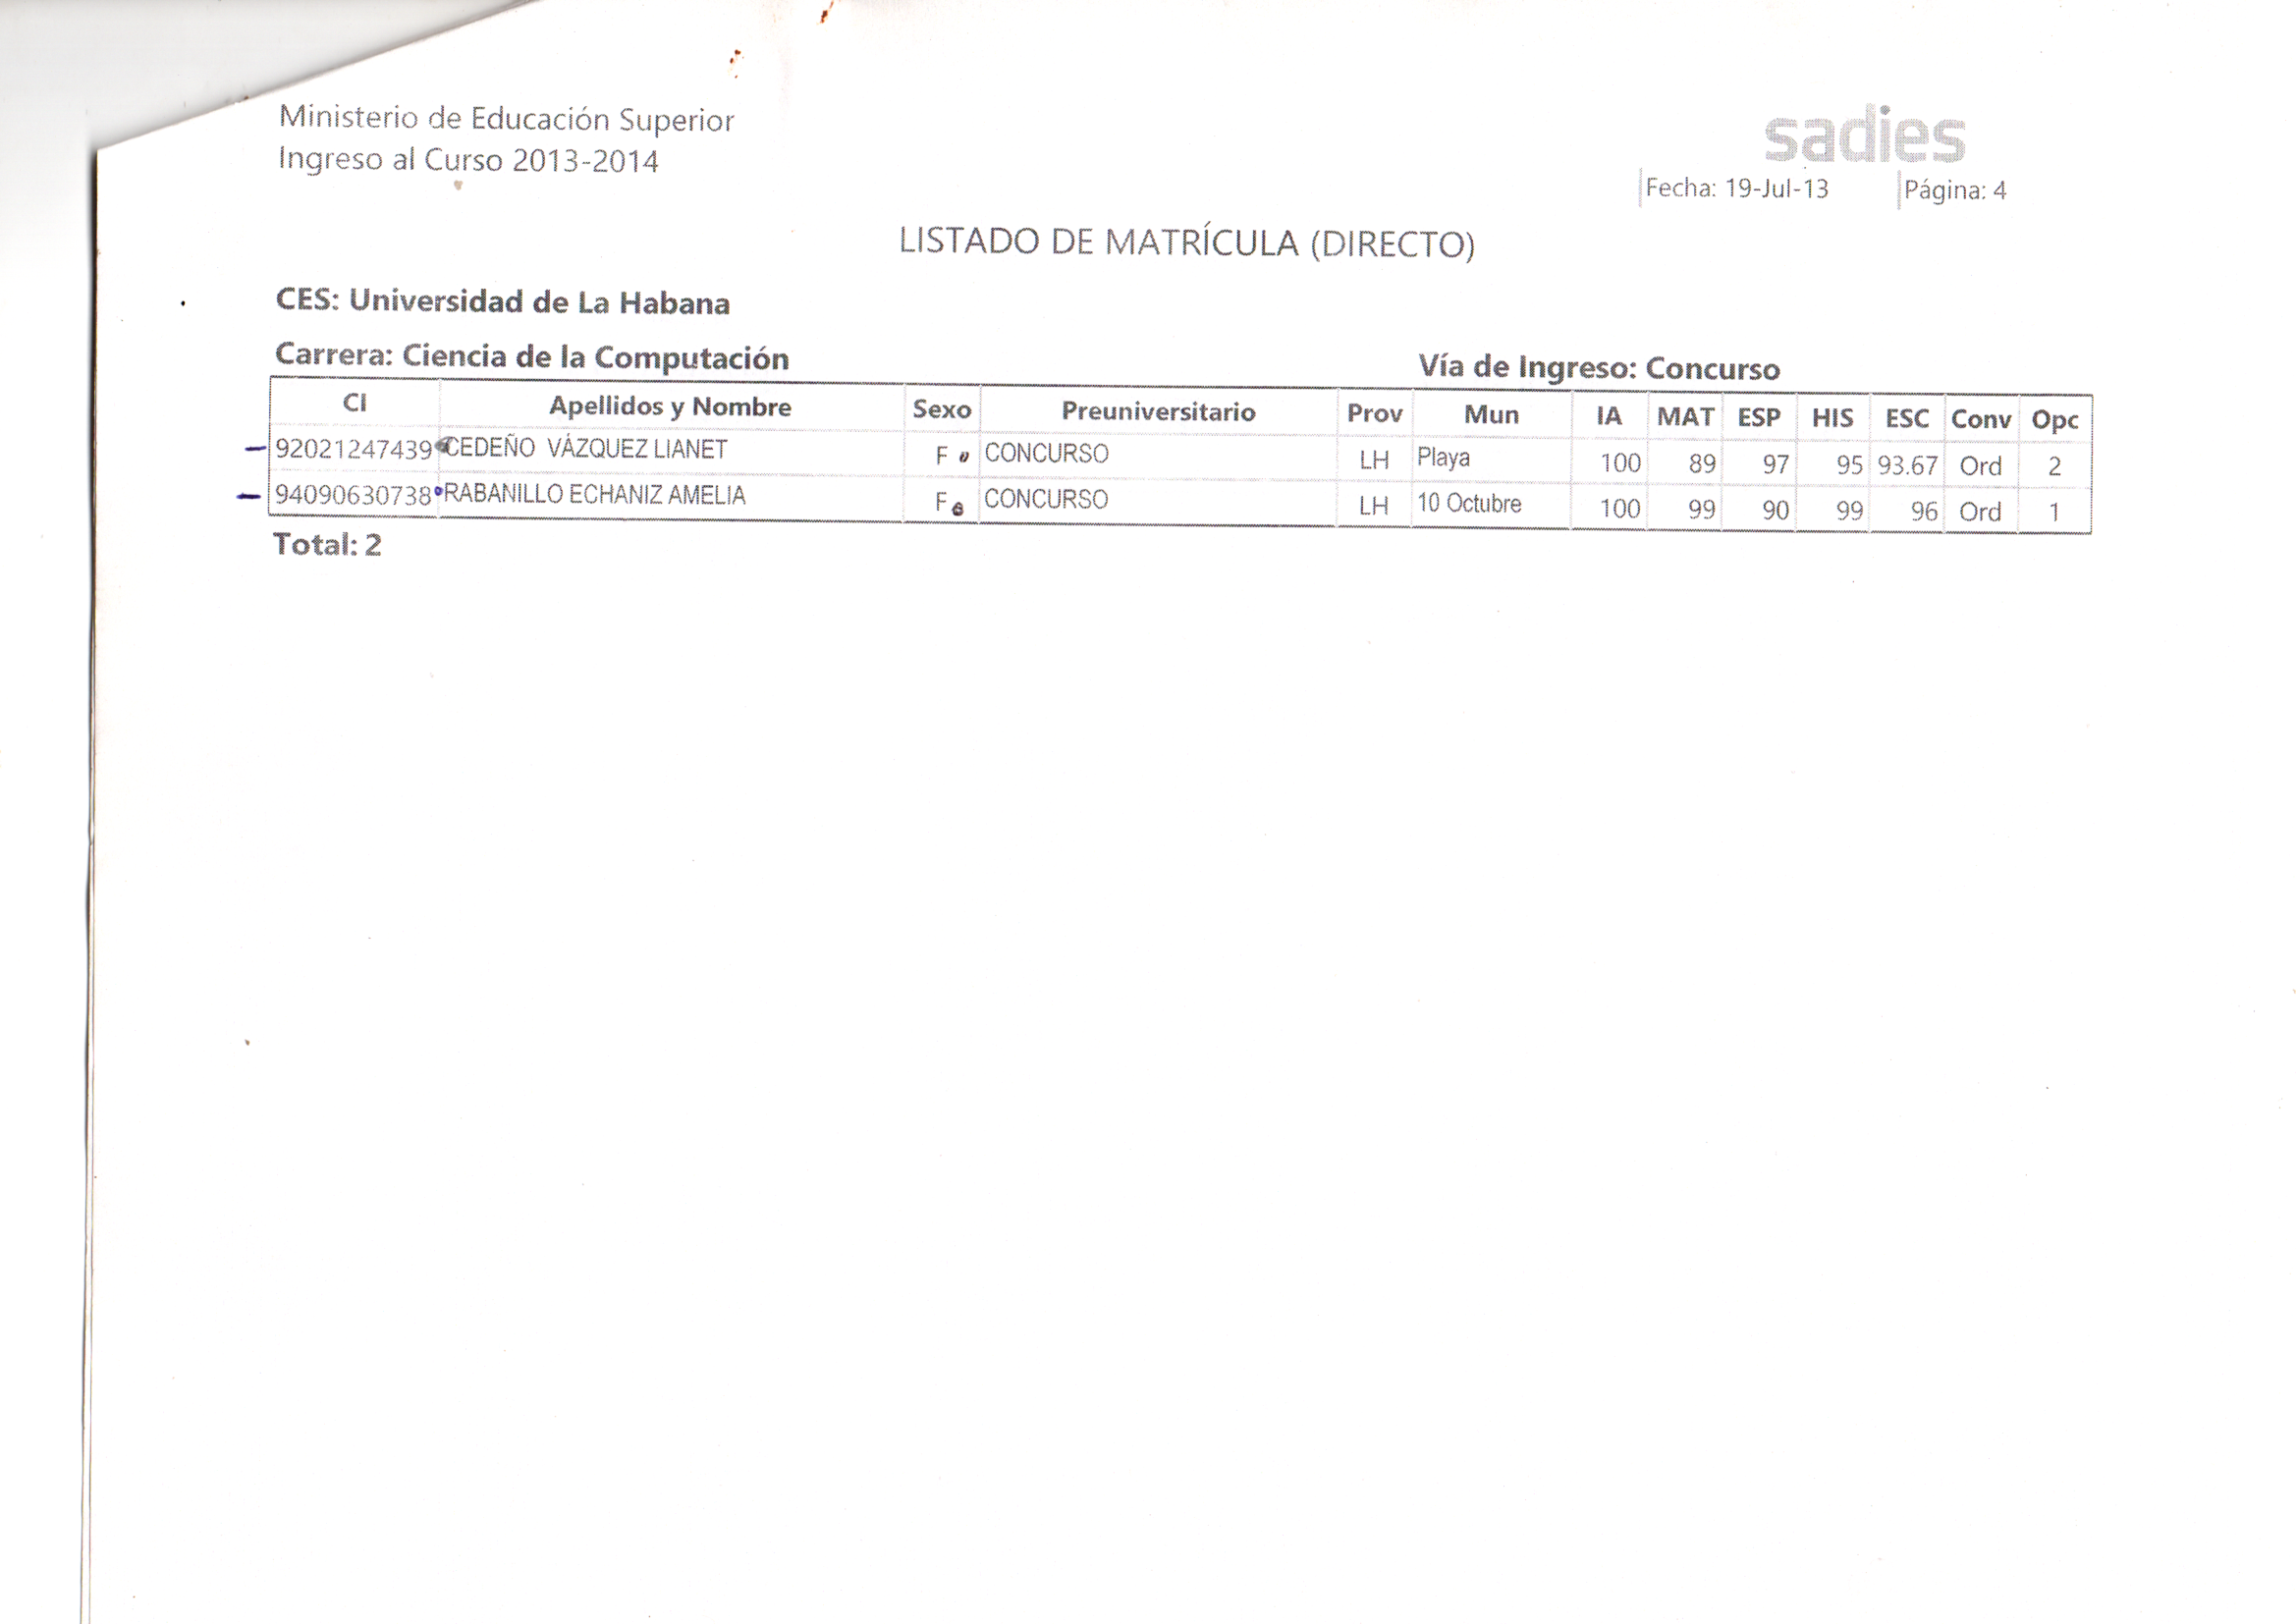 Ministerio de Educación Superior
Ingreso al Curso 2013-2014
sadies
Fecha: 19-Jul-13 Página: 4
LISTADO DE MATRÍCULA (DIRECTO)
CES: Universidad de La Habana
Carrera: Ciencia de la Computación Vía de Ingreso: Concurso
CI Apellidos y Nombre Sexo Preuniversitario Prov Mun IA MAT ESP HIS ESC Conv Opc
92021247439 CEDEÑO VÁZQUEZ LIANET F CONCURSO LH Playa 100 89 97 95 93.67 Ord 2
94090630738 RABANILLO ECHANIZ AMELIA F CONCURSO LH 10 Octubre 100 99 90 99 96 Ord 1
Total: 2